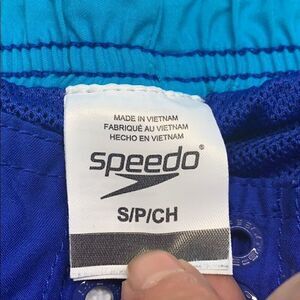 MADE IN VIETNAM
FABRIQUÉ AU VIETNAM
HECHO EN VIETNAM
speedo®
S/P/CH